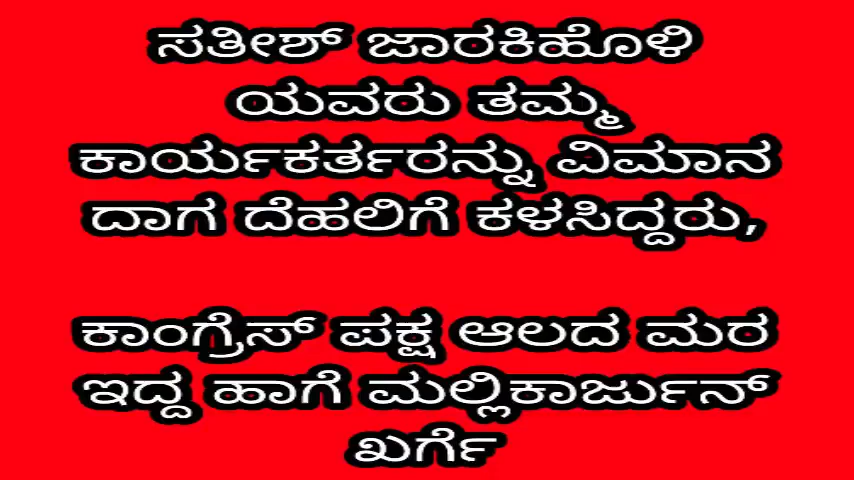 ಸತೀಶ್ ಜಾರಕಿಹೊಳಿ
ಯವರು ತಮ್ಮ
ಕಾರ್ಯಕರ್ತರನ್ನು ವಿಮಾನ
ದಾಗ ದೆಹಲಿಗೆ ಕಳಸಿದ್ದರು,
ಕಾಂಗ್ರೆಸ್ ಪಕ್ಷ ಆಲದ ಮರ
ಇದ್ದ ಹಾಗೆ ಮಲ್ಲಿಕಾರ್ಜುನ್
ಖರ್ಗೆ